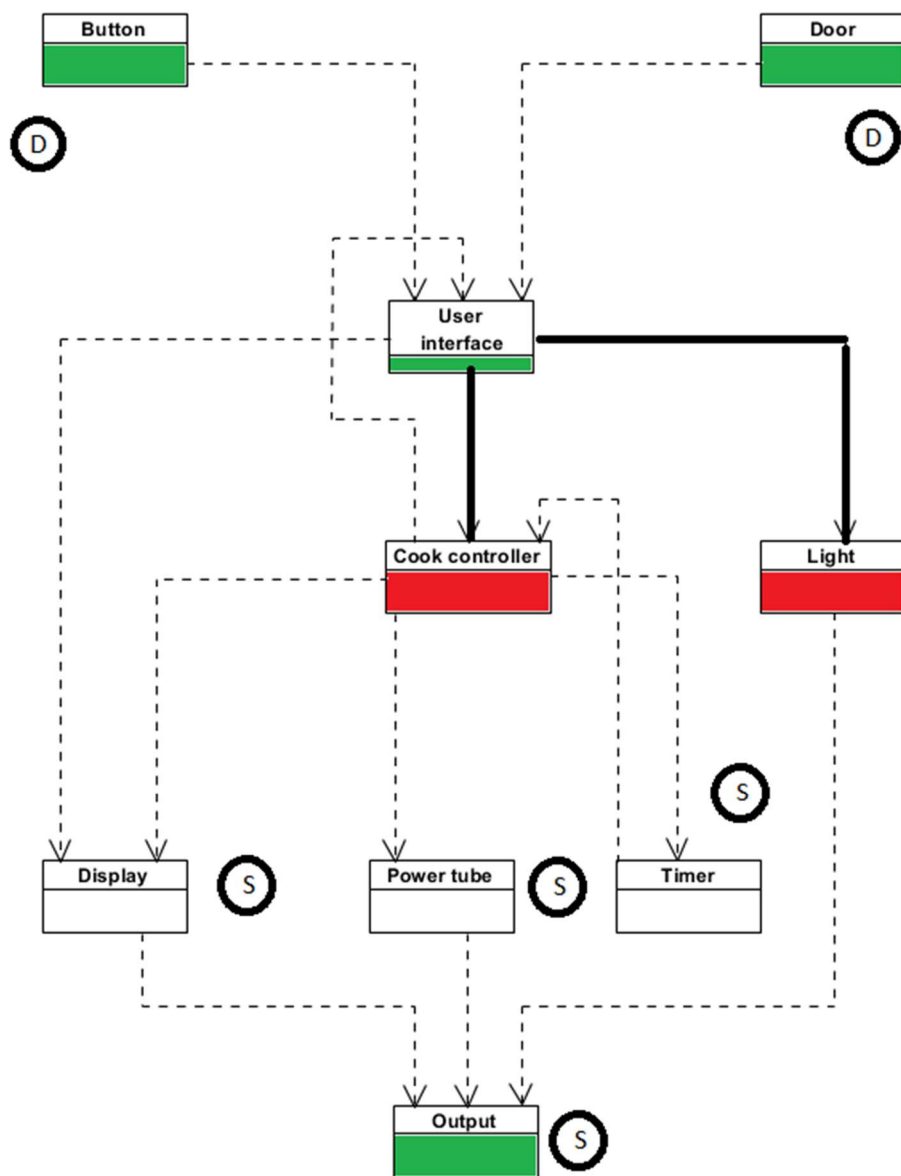 Button
Door
D
D
User
interface
Cook controller
Light
S
Display
S
Power tube
S
Timer
Output
S